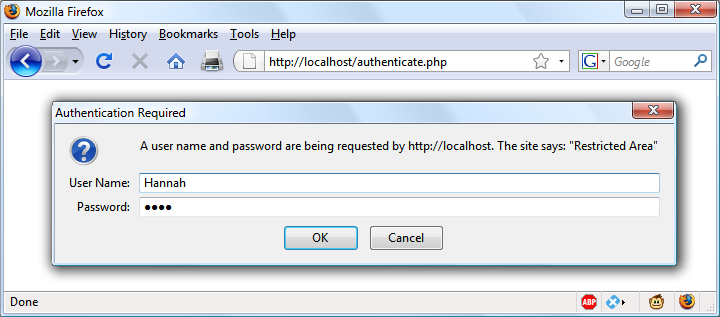 Mozilla Firefox
File Edit View History Bookmarks Tools Help
http://localhost/authenticate.php
G Google
Authentication Required
? A user name and password are being requested by http://localhost. The site says: "Restricted Area"
User Name: Hannah
Password: ●●●●
OK Cancel
Done ABP